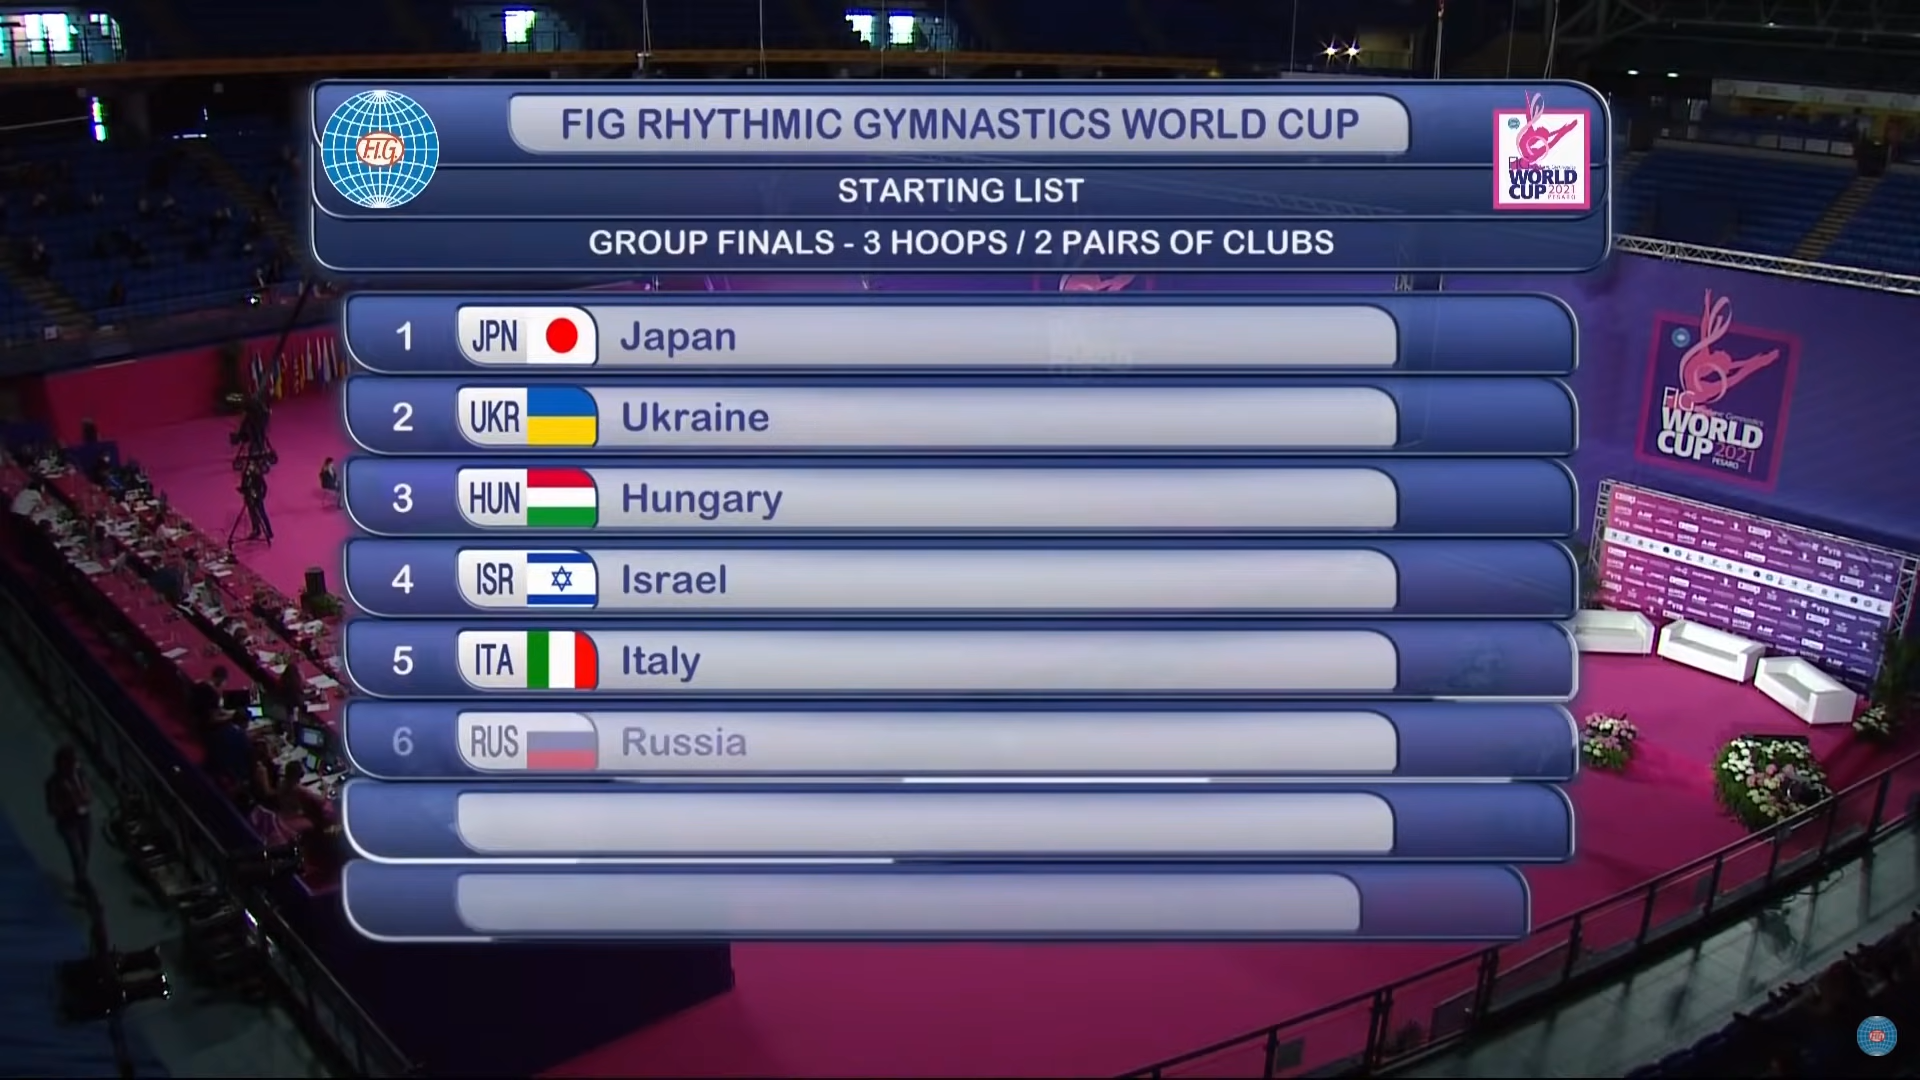 FIG RHYTHMIC GYMNASTICS WORLD CUP
F.I.G.
FIG
WORLD
CUP 2021
PESARO
STARTING LIST
GROUP FINALS - 3 HOOPS / 2 PAIRS OF CLUBS
1 JPN Japan
2 UKR Ukraine
3 HUN Hungary
4 ISR Israel
5 ITA Italy
6 RUS Russia
FIG
WORLD
CUP 2021
PESARO